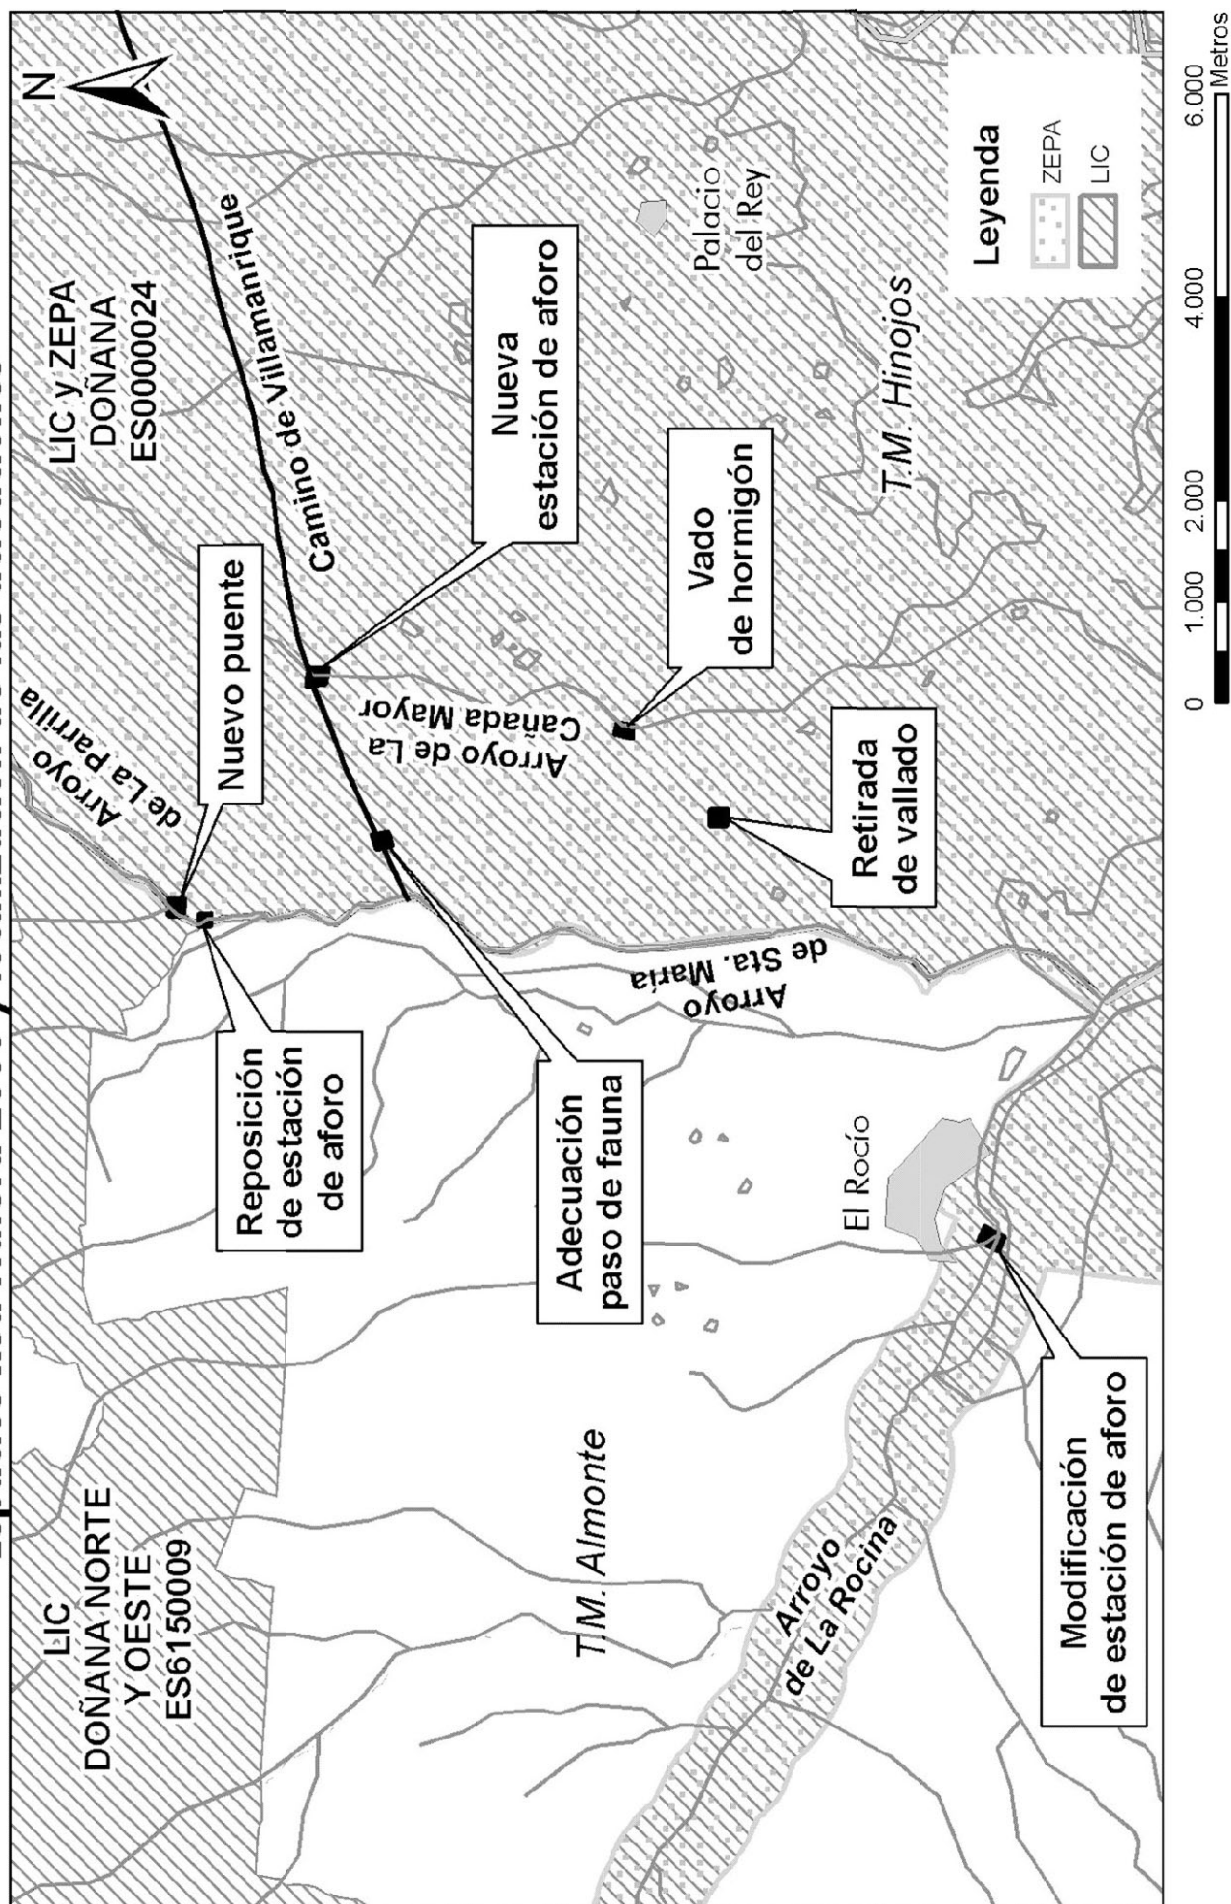 LIC
DOÑANA NORTE
Y OESTE
ES6150009
LIC y ZEPA
DOÑANA
ES0000024
N
Arroyo
de La Parrilla
Nuevo puente
Camino de Villamanrique
Reposición
de estación
de aforo
Nueva
estación de aforo
Arroyo de La
Cañada Mayor
Adecuación
paso de fauna
Vado
de hormigón
Palacio
del Rey
T.M. Almonte
Arroyo
de Sta. María
Retirada
de vallado
T.M. Hinojos
El Rocío
Arroyo
de La Rocina
Modificación
de estación de aforo
Leyenda
ZEPA
LIC
0 1.000 2.000 4.000 6.000
Metros